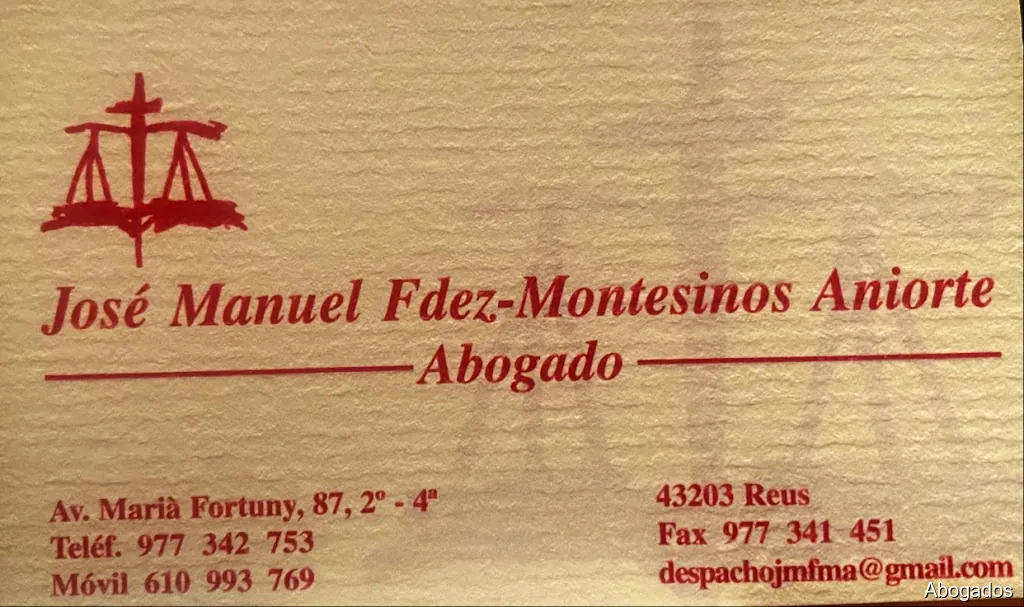 José Manuel Fdez-Montesinos Aniorte
Abogado
Av. Marià Fortuny, 87, 2º - 4ª
Teléf. 977 342 753
Móvil 610 993 769
43203 Reus
Fax 977 341 451
despachojmfma@gmail.com
Abogados